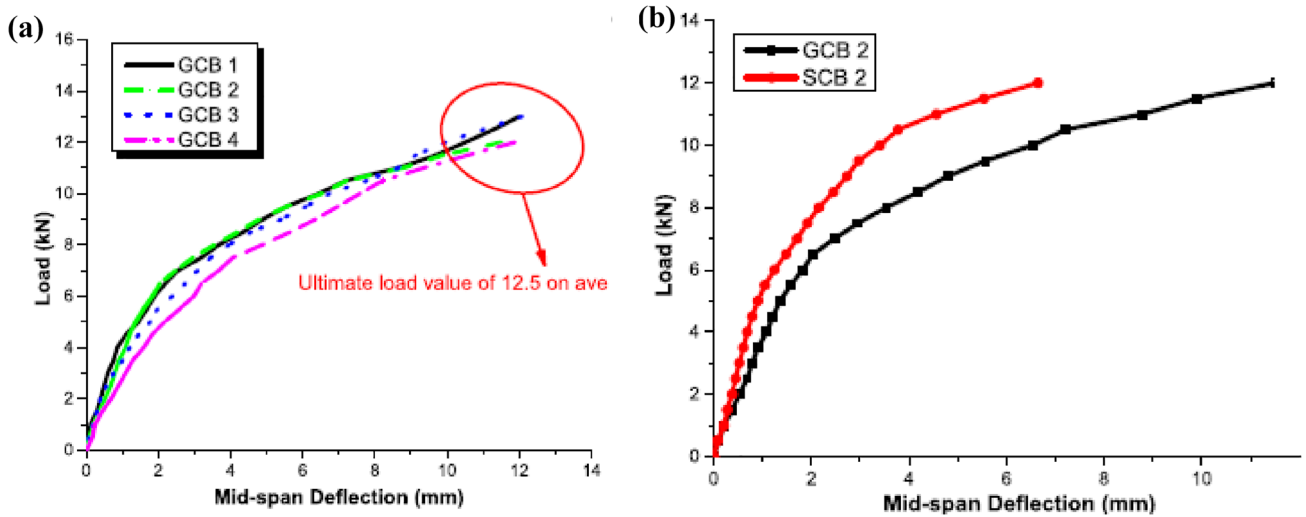 (a)
16
14
12
10
8
6
4
2
0
Load (kN)
GCB 1
GCB 2
GCB 3
GCB 4
Ultimate load value of 12.5 on ave
0 2 4 6 8 10 12 14
Mid-span Deflection (mm)
(b)
14
12
10
8
6
4
2
0
Load (kN)
GCB 2
SCB 2
0 2 4 6 8 10
Mid-span Deflection (mm)